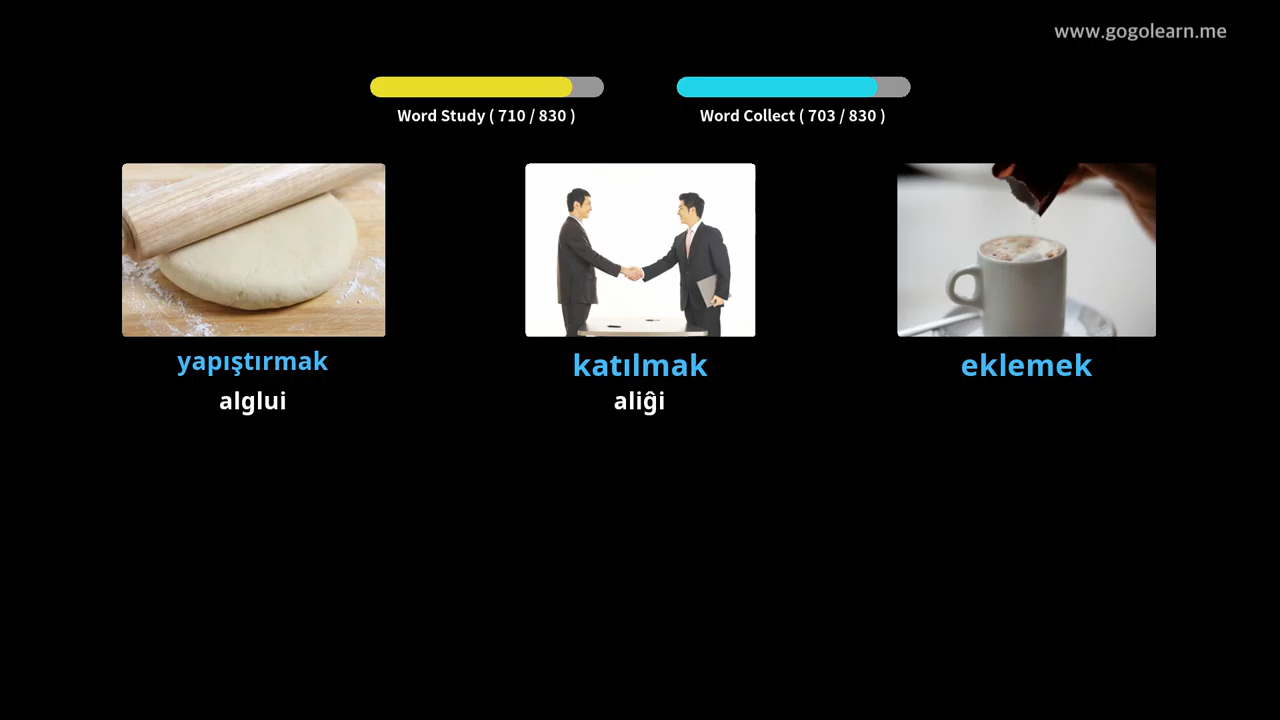 www.gogolearn.me
Word Study ( 710 / 830 )
Word Collect ( 703 / 830 )
yapıştırmak
alglui
katılmak
aliĝi
eklemek